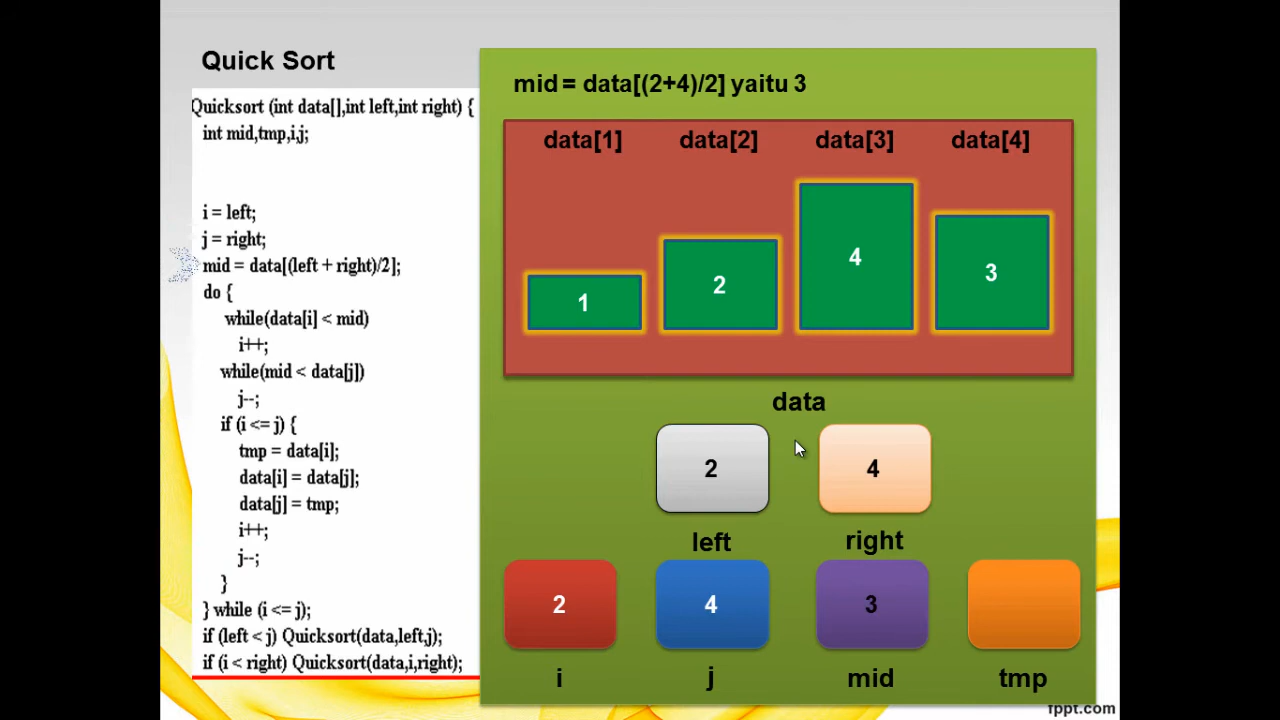 Quick Sort
Quicksort (int data[],int left,int right) {
int mid,tmp,i,j;
i = left;
j = right;
mid = data[(left + right)/2];
do {
while(data[i] < mid)
i++;
while(mid < data[j])
j--;
if (i <= j) {
tmp = data[i];
data[i] = data[j];
data[j] = tmp;
i++;
j--;
}
} while (i <= j);
if (left < j) Quicksort(data,left,j);
if (i < right) Quicksort(data,i,right);
mid = data[(2+4)/2] yaitu 3
data[1] data[2] data[3] data[4]
1 2 4 3
data
2 4
left right
2 4 3
i j mid tmp
fppt.com